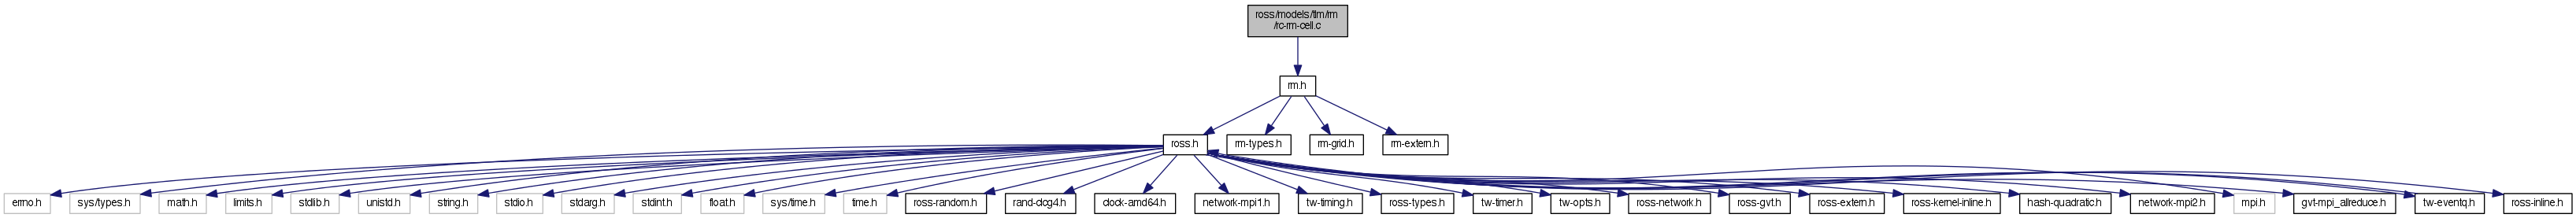 ross/models/tlm/rm
/rc-rm-cell.c
rm.h
ross.h
rm-types.h
rm-grid.h
rm-extern.h
errno.h
sys/types.h
math.h
limits.h
stdlib.h
unistd.h
string.h
stdio.h
stdarg.h
stdint.h
float.h
sys/time.h
time.h
ross-random.h
rand-clcg4.h
clock-amd64.h
network-mpi1.h
tw-timing.h
ross-types.h
tw-timer.h
tw-opts.h
ross-network.h
ross-gvt.h
ross-extern.h
ross-kernel-inline.h
hash-quadratic.h
network-mpi2.h
mpi.h
gvt-mpi_allreduce.h
tw-eventq.h
ross-inline.h